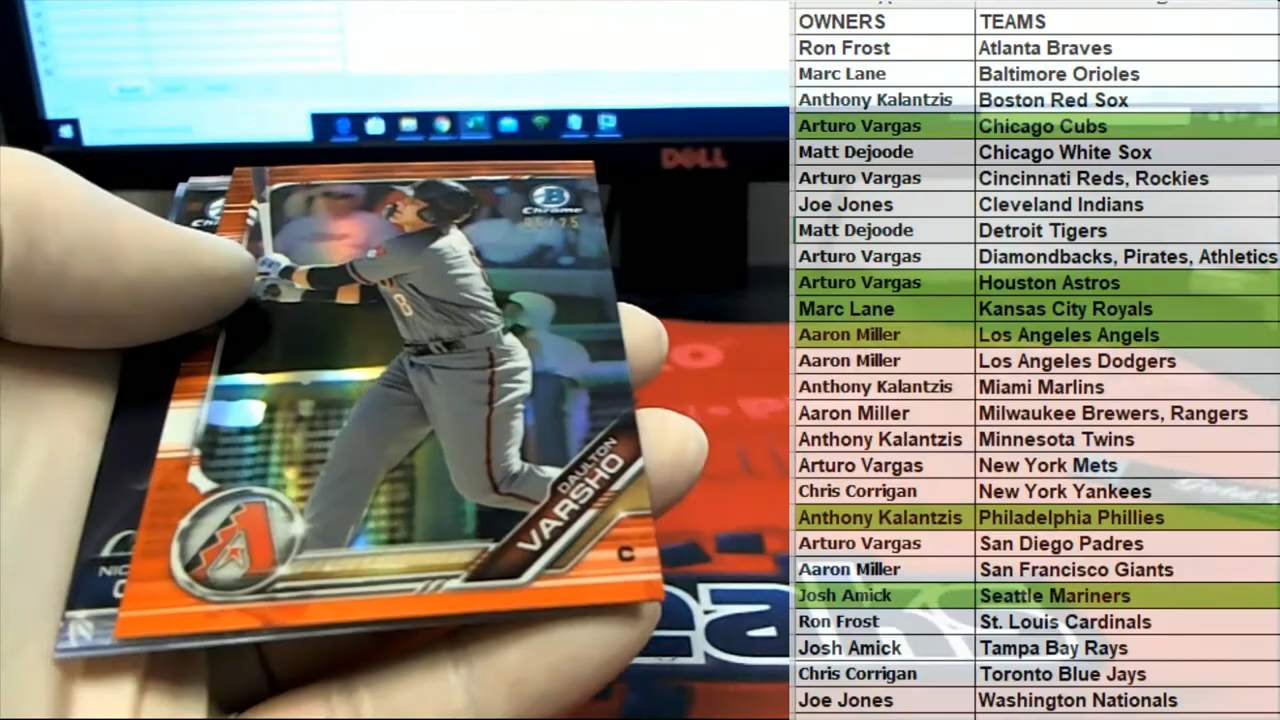 DELL
B
Chrome
/25
8
DAULTON
VARSHO
C
A
NIC
OWNERS TEAMS
Ron Frost Atlanta Braves
Marc Lane Baltimore Orioles
Anthony Kalantzis Boston Red Sox
Arturo Vargas Chicago Cubs
Matt Dejoode Chicago White Sox
Arturo Vargas Cincinnati Reds, Rockies
Joe Jones Cleveland Indians
Matt Dejoode Detroit Tigers
Arturo Vargas Diamondbacks, Pirates, Athletics
Arturo Vargas Houston Astros
Marc Lane Kansas City Royals
Aaron Miller Los Angeles Angels
Aaron Miller Los Angeles Dodgers
Anthony Kalantzis Miami Marlins
Aaron Miller Milwaukee Brewers, Rangers
Anthony Kalantzis Minnesota Twins
Arturo Vargas New York Mets
Chris Corrigan New York Yankees
Anthony Kalantzis Philadelphia Phillies
Arturo Vargas San Diego Padres
Aaron Miller San Francisco Giants
Josh Amick Seattle Mariners
Ron Frost St. Louis Cardinals
Josh Amick Tampa Bay Rays
Chris Corrigan Toronto Blue Jays
Joe Jones Washington Nationals